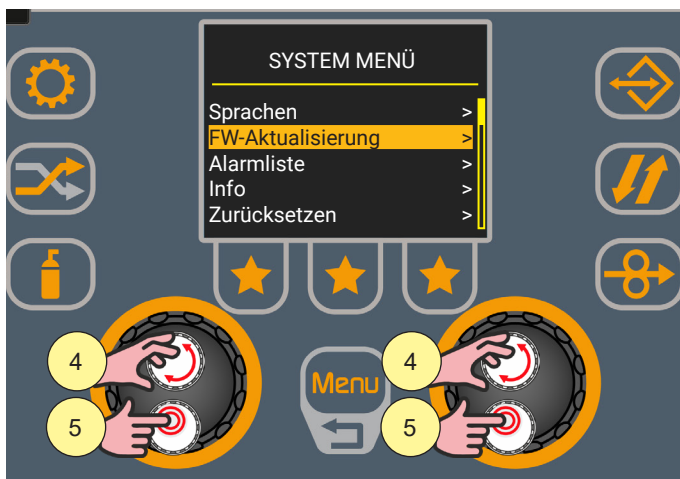 SYSTEM MENÜ
Sprachen >
FW-Aktualisierung >
Alarmliste >
Info >
Zurücksetzen >
4
4
Menu
5
5